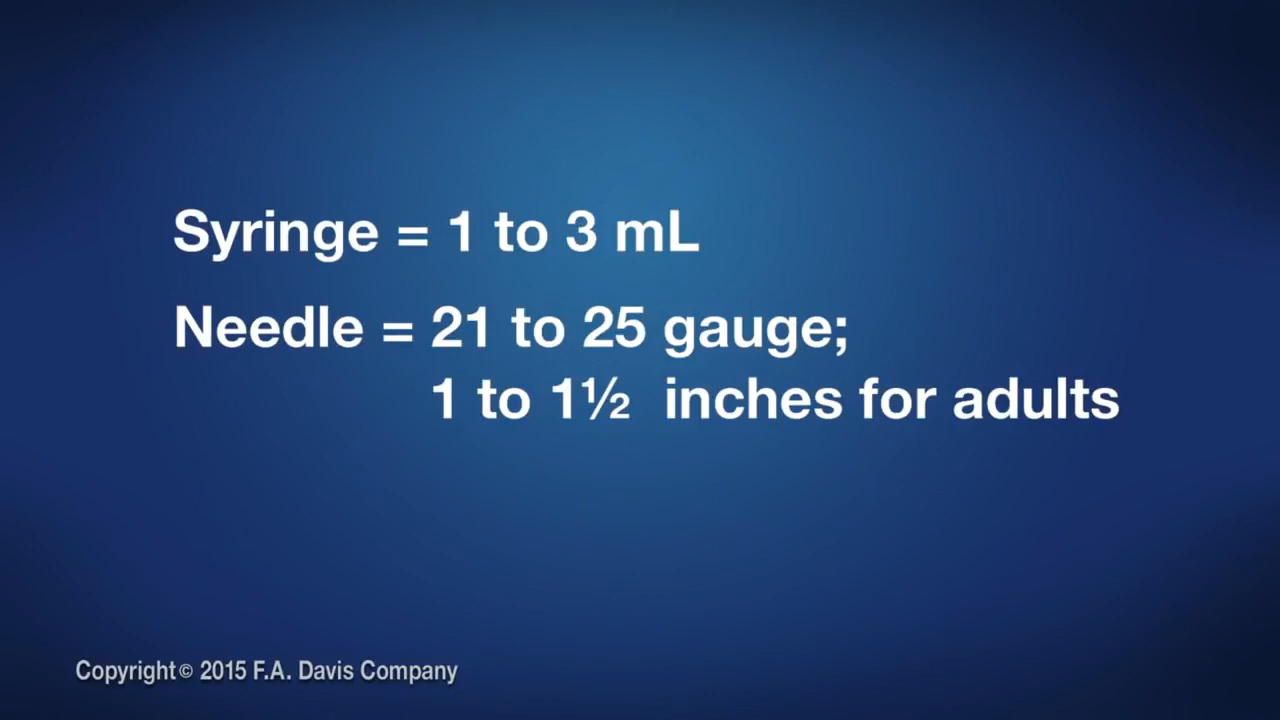 Syringe = 1 to 3 mL
Needle = 21 to 25 gauge;
1 to 1½ inches for adults
Copyright© 2015 F.A. Davis Company